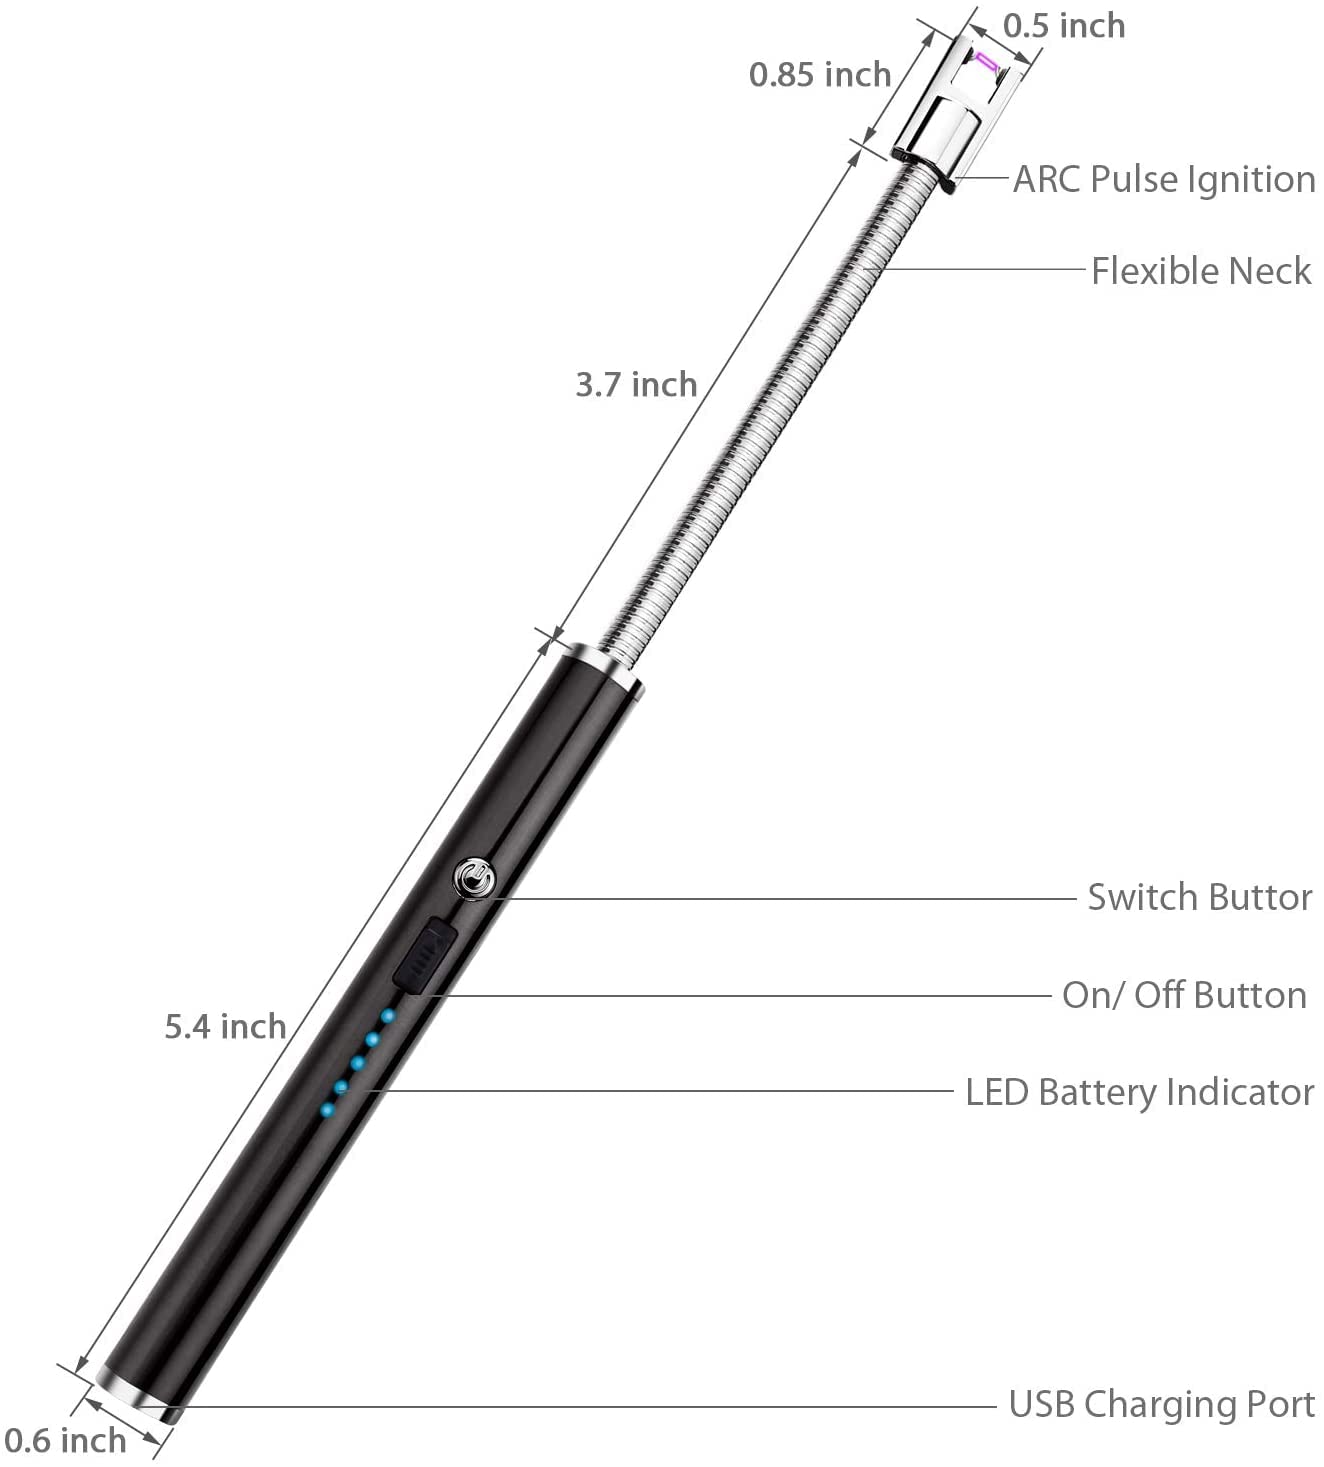 0.5 inch
0.85 inch
ARC Pulse Ignition
Flexible Neck
3.7 inch
Switch Buttor
On/ Off Button
5.4 inch
LED Battery Indicator
USB Charging Port
0.6 inch